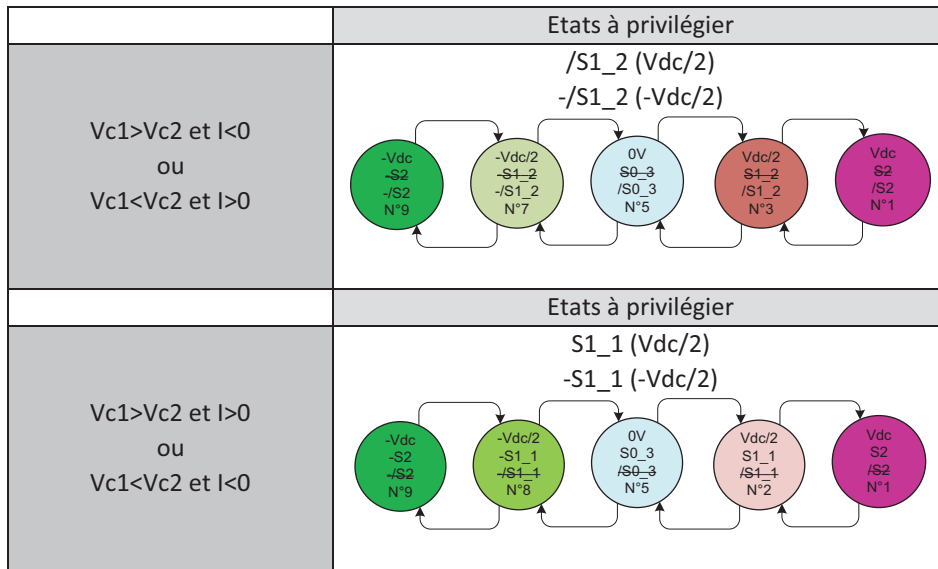 Etats à privilégier
Vc1>Vc2 et I<0
ou
Vc1<Vc2 et I>0
/S1_2 (Vdc/2)
-/S1_2 (-Vdc/2)
-Vdc
-S2
-/S2
N°9
-Vdc/2
-S1_2
-/S1_2
N°7
0V
S0_3
/S0_3
N°5
Vdc/2
S1_2
/S1_2
N°3
Vdc
S2
/S2
N°1
Etats à privilégier
Vc1>Vc2 et I>0
ou
Vc1<Vc2 et I<0
S1_1 (Vdc/2)
-S1_1 (-Vdc/2)
-Vdc
-S2
-/S2
N°9
-Vdc/2
-S1_1
-/S1_1
N°8
0V
S0_3
/S0_3
N°5
Vdc/2
S1_1
/S1_1
N°2
Vdc
S2
/S2
N°1